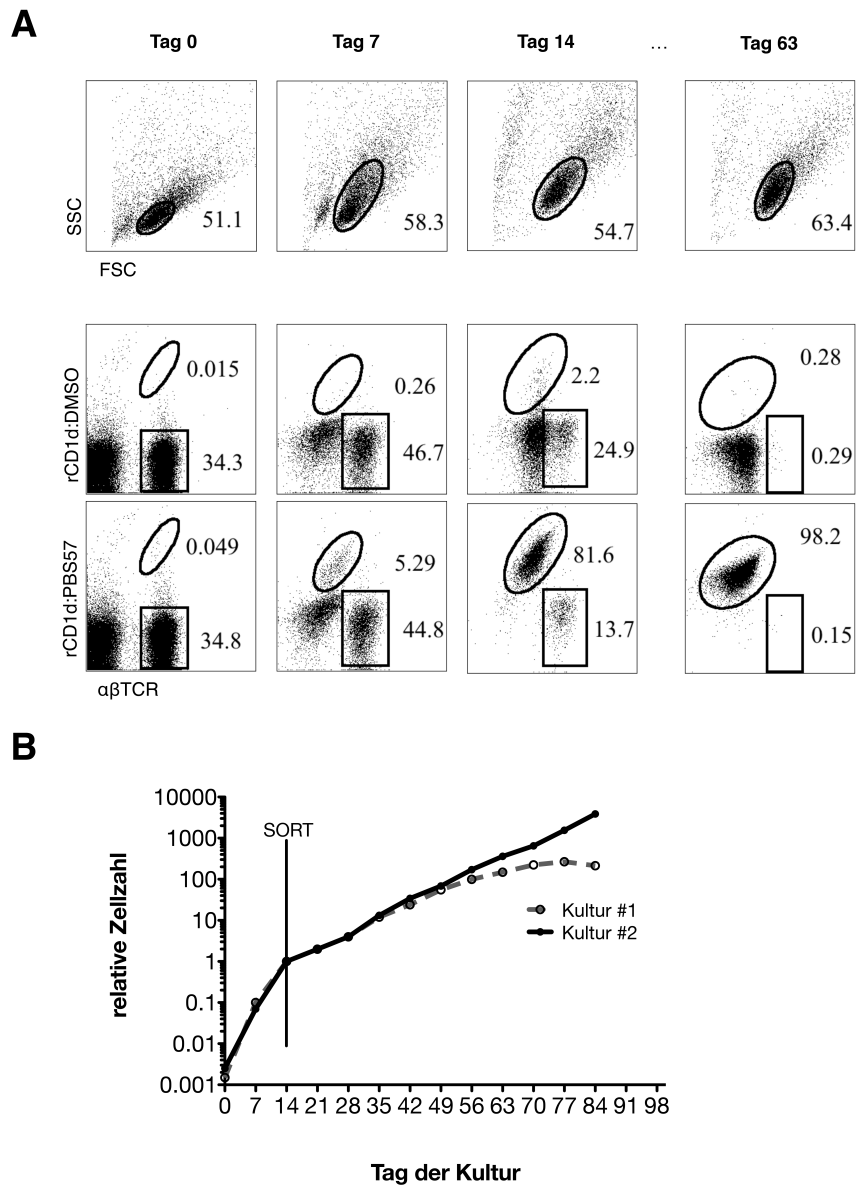 A
Tag 0 Tag 7 Tag 14 ... Tag 63
SSC
51.1 58.3 54.7 63.4
FSC
rCD1d:DMSO
0.015 0.26 2.2 0.28
34.3 46.7 24.9 0.29
rCD1d:PBS57
0.049 5.29 81.6 98.2
34.8 44.8 13.7 0.15
αβTCR
B
relative Zellzahl
10000
SORT
1000
100
10
1
0.1
0.01
0.001
Kultur #1
Kultur #2
0 7 14 21 28 35 42 49 56 63 70 77 84 91 98
Tag der Kultur